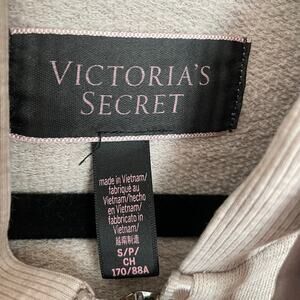 VICTORIA'S
SECRET
made in Vietnam/
fabriqué au
Vietnam/hecho
en Vietnam/
fabbricato in
Vietnam/
越南制造
S/P/
CH
170/88A